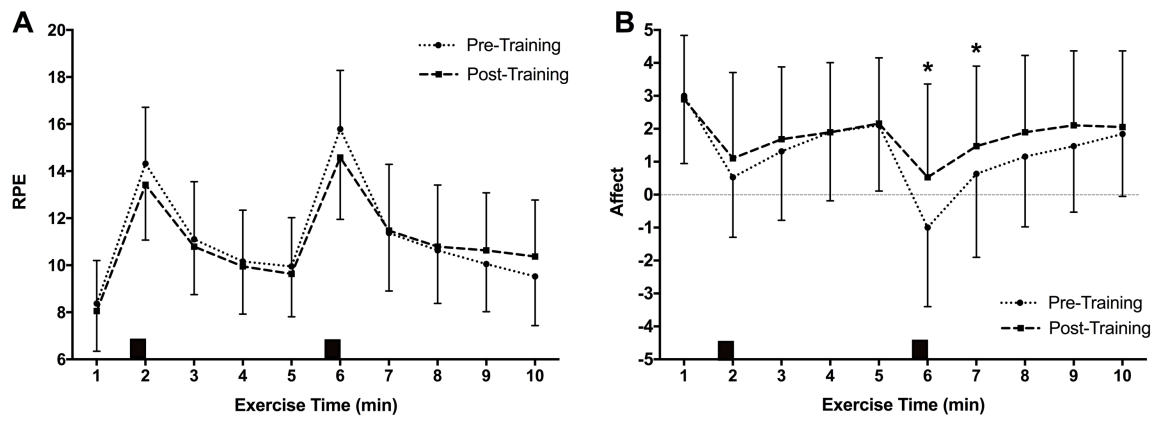 A
RPE
20
18
16
14
12
10
8
6
Pre-Training
Post-Training
1 2 3 4 5 6 7 8 9 10
Exercise Time (min)
B
Affect
5
4
3
2
1
0
-1
-2
-3
-4
-5
* *
Pre-Training
Post-Training
1 2 3 4 5 6 7 8 9 10
Exercise Time (min)